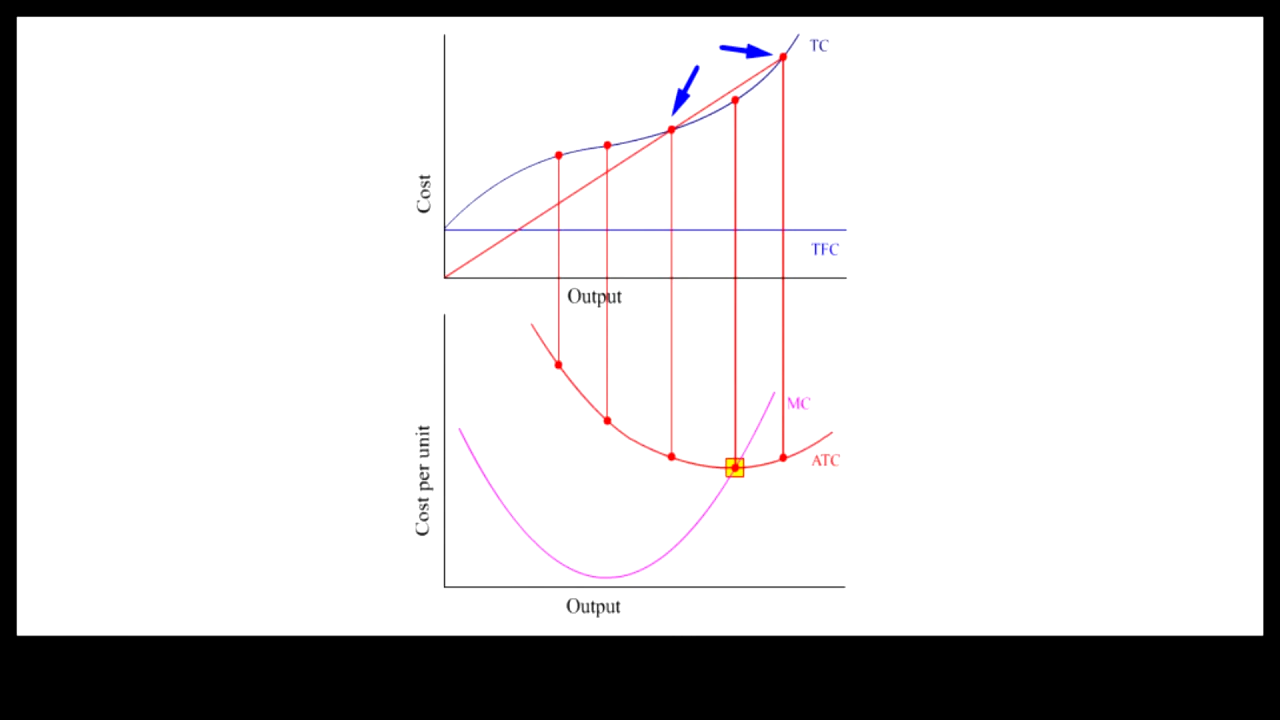 TC
Cost
TFC
Output
MC
Cost per unit
ATC
Output